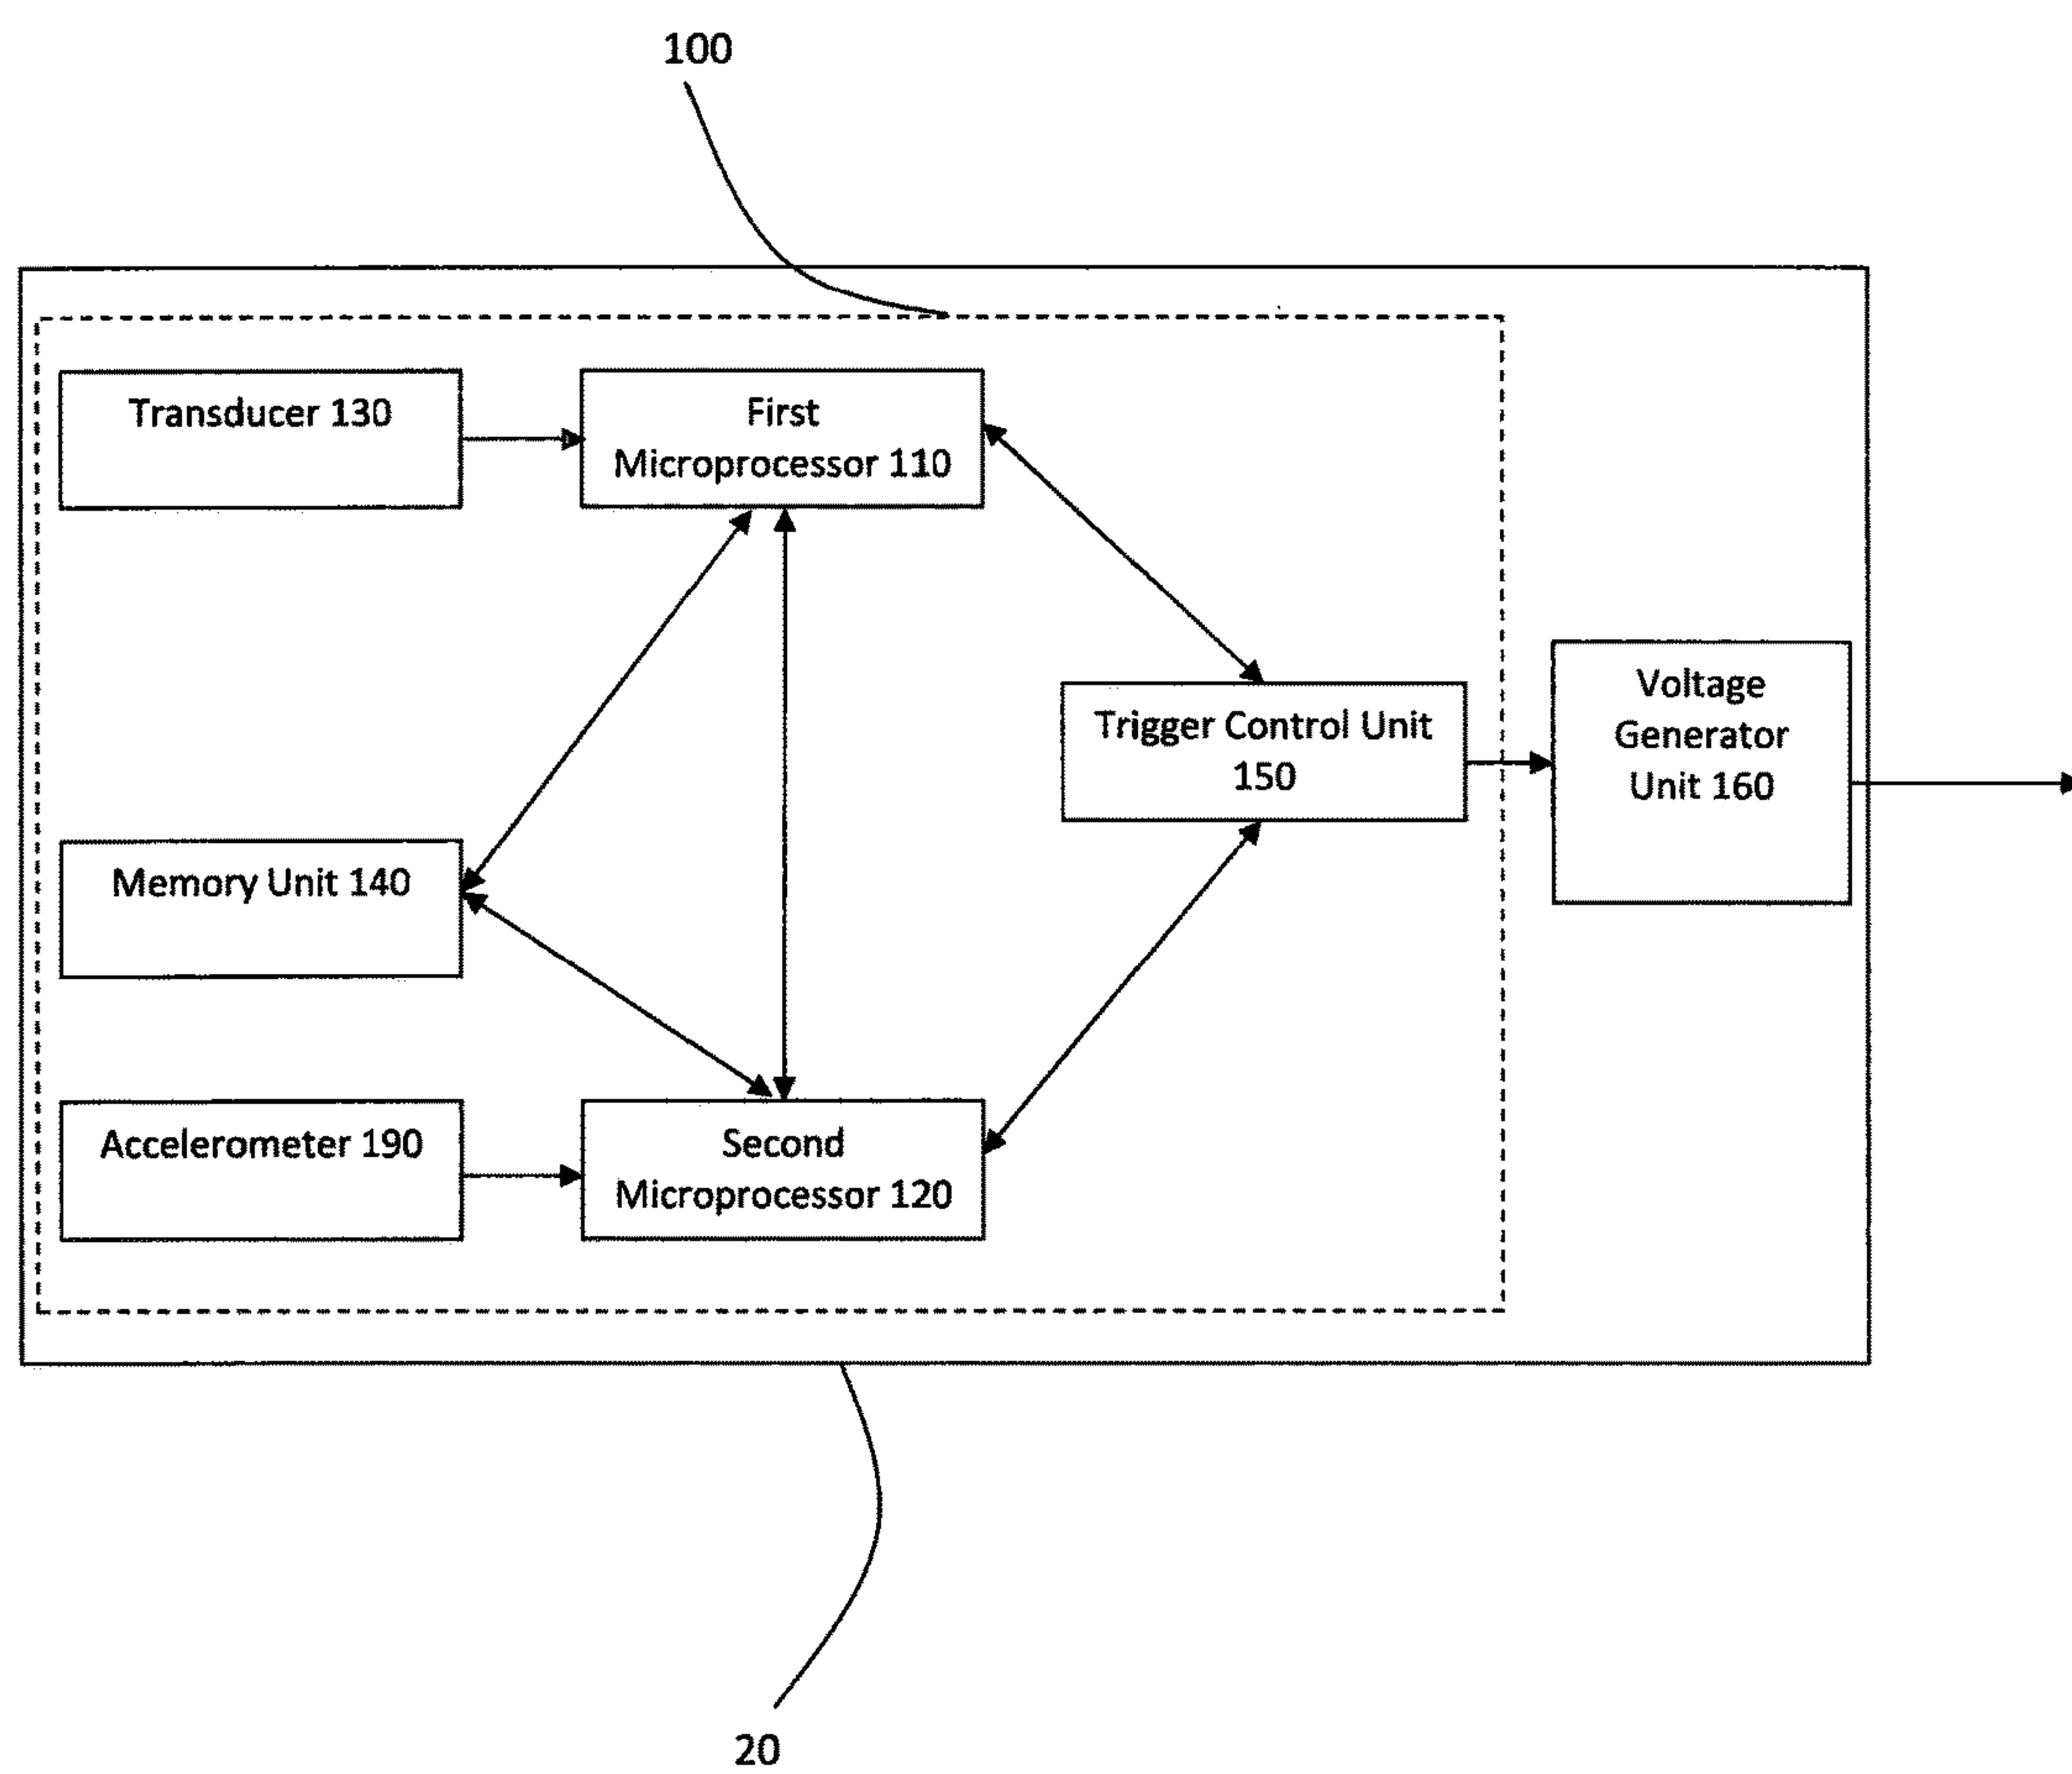 100
Transducer 130
First
Microprocessor 110
Voltage
Generator
Unit 160
Trigger Control Unit
150
Memory Unit 140
Accelerometer 190
Second
Microprocessor 120
20